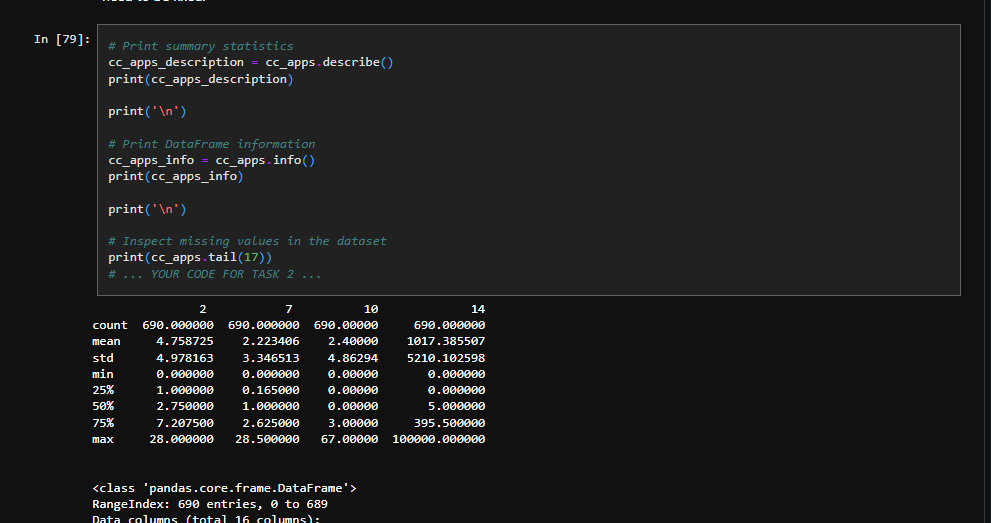 In [79]:
# Print summary statistics
cc_apps_description = cc_apps.describe()
print(cc_apps_description)
print('\n')
# Print DataFrame information
cc_apps_info = cc_apps.info()
print(cc_apps_info)
print('\n')
# Inspect missing values in the dataset
print(cc_apps.tail(17))
# ... YOUR CODE FOR TASK 2 ...
2 7 10 14
count 690.000000 690.000000 690.00000 690.000000
mean 4.758725 2.223406 2.40000 1017.385507
std 4.978163 3.346513 4.86294 5210.102598
min 0.000000 0.000000 0.00000 0.000000
25% 1.000000 0.165000 0.00000 0.000000
50% 2.750000 1.000000 0.00000 5.000000
75% 7.207500 2.625000 3.00000 395.500000
max 28.000000 28.500000 67.00000 100000.000000
<class 'pandas.core.frame.DataFrame'>
RangeIndex: 690 entries, 0 to 689
Data columns (total 16 columns):